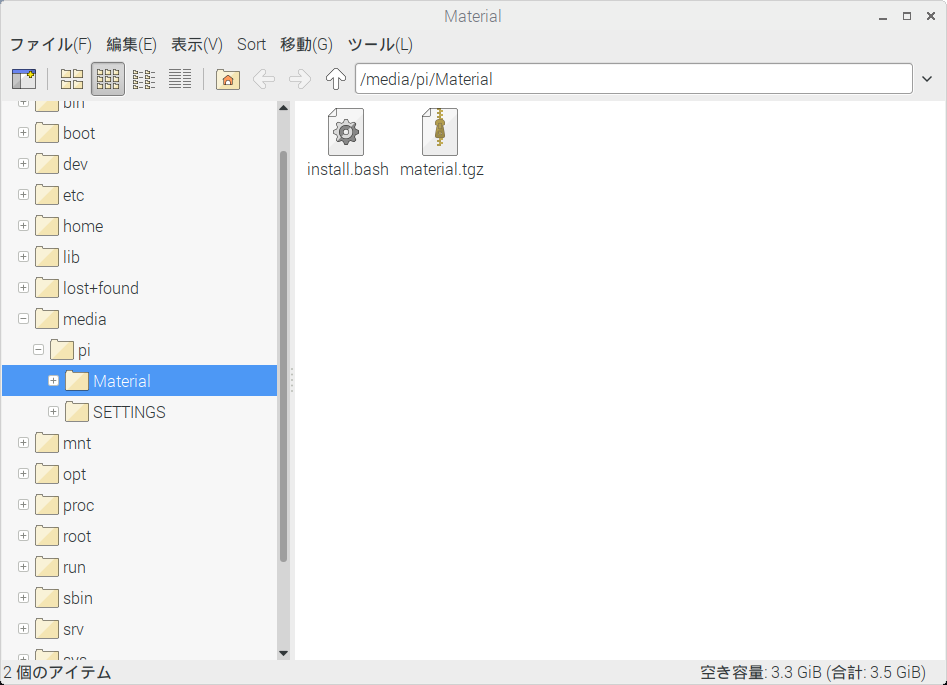 Material
ファイル(F) 編集(E) 表示(V) Sort 移動(G) ツール(L)
/media/pi/Material
bin
boot
dev
etc
home
lib
lost+found
media
pi
Material
SETTINGS
mnt
opt
proc
root
run
sbin
srv
sys
install.bash material.tgz
2 個のアイテム
空き容量: 3.3 GiB (合計: 3.5 GiB)